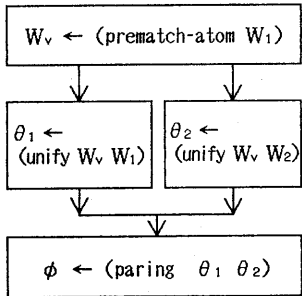 Wᵥ ← (prematch-atom W₁)
θ₁ ←
(unify Wᵥ W₁)
θ₂ ←
(unify Wᵥ W₂)
φ ← (paring θ₁ θ₂)